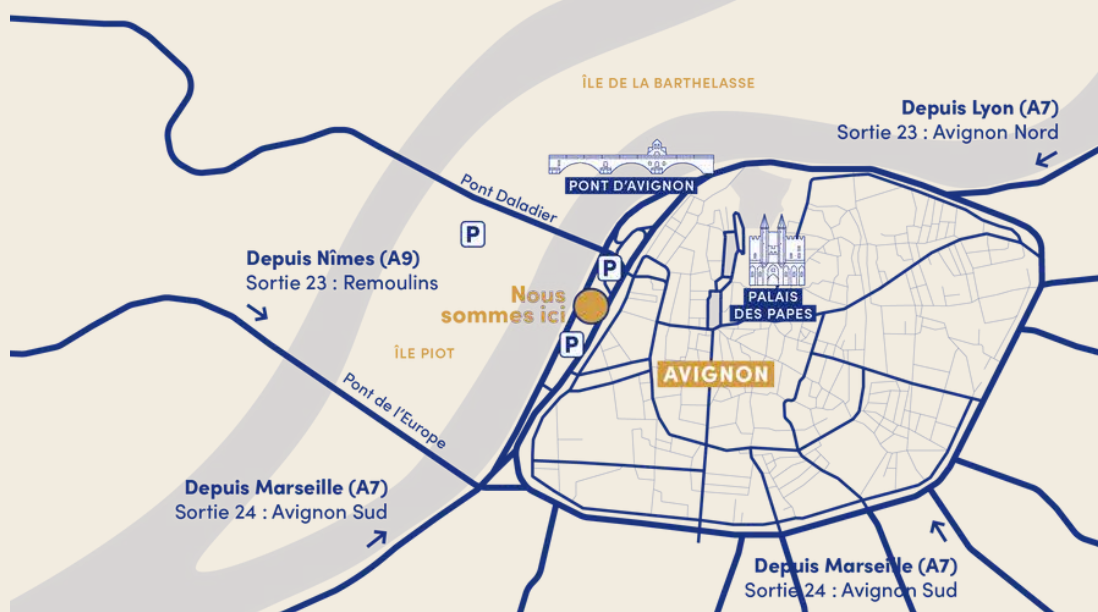 ÎLE DE LA BARTHELASSE
Depuis Lyon (A7)
Sortie 23 : Avignon Nord
PONT D'AVIGNON
Pont Daladier
P
Depuis Nîmes (A9)
Sortie 23 : Remoulins
P
PALAIS
DES PAPES
Nous
sommes ici
P
ÎLE PIOT
AVIGNON
Pont de l'Europe
Depuis Marseille (A7)
Sortie 24 : Avignon Sud
Depuis Marseille (A7)
Sortie 24 : Avignon Sud